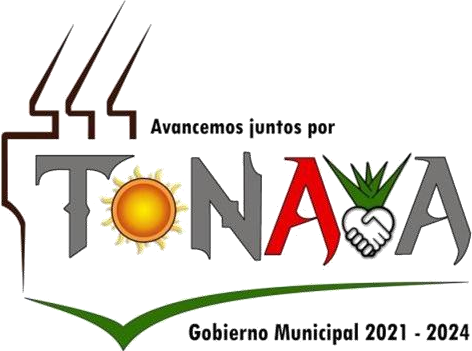 Avancemos juntos por
TONAYA
Gobierno Municipal 2021 - 2024